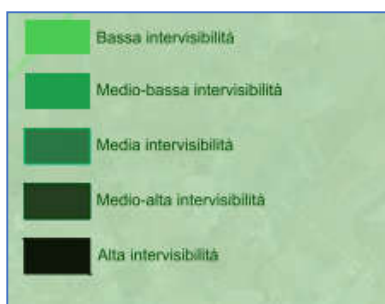 Bassa intervisibilità
Medio-bassa intervisibilità
Media intervisibilità
Medio-alta intervisibilità
Alta intervisibilità